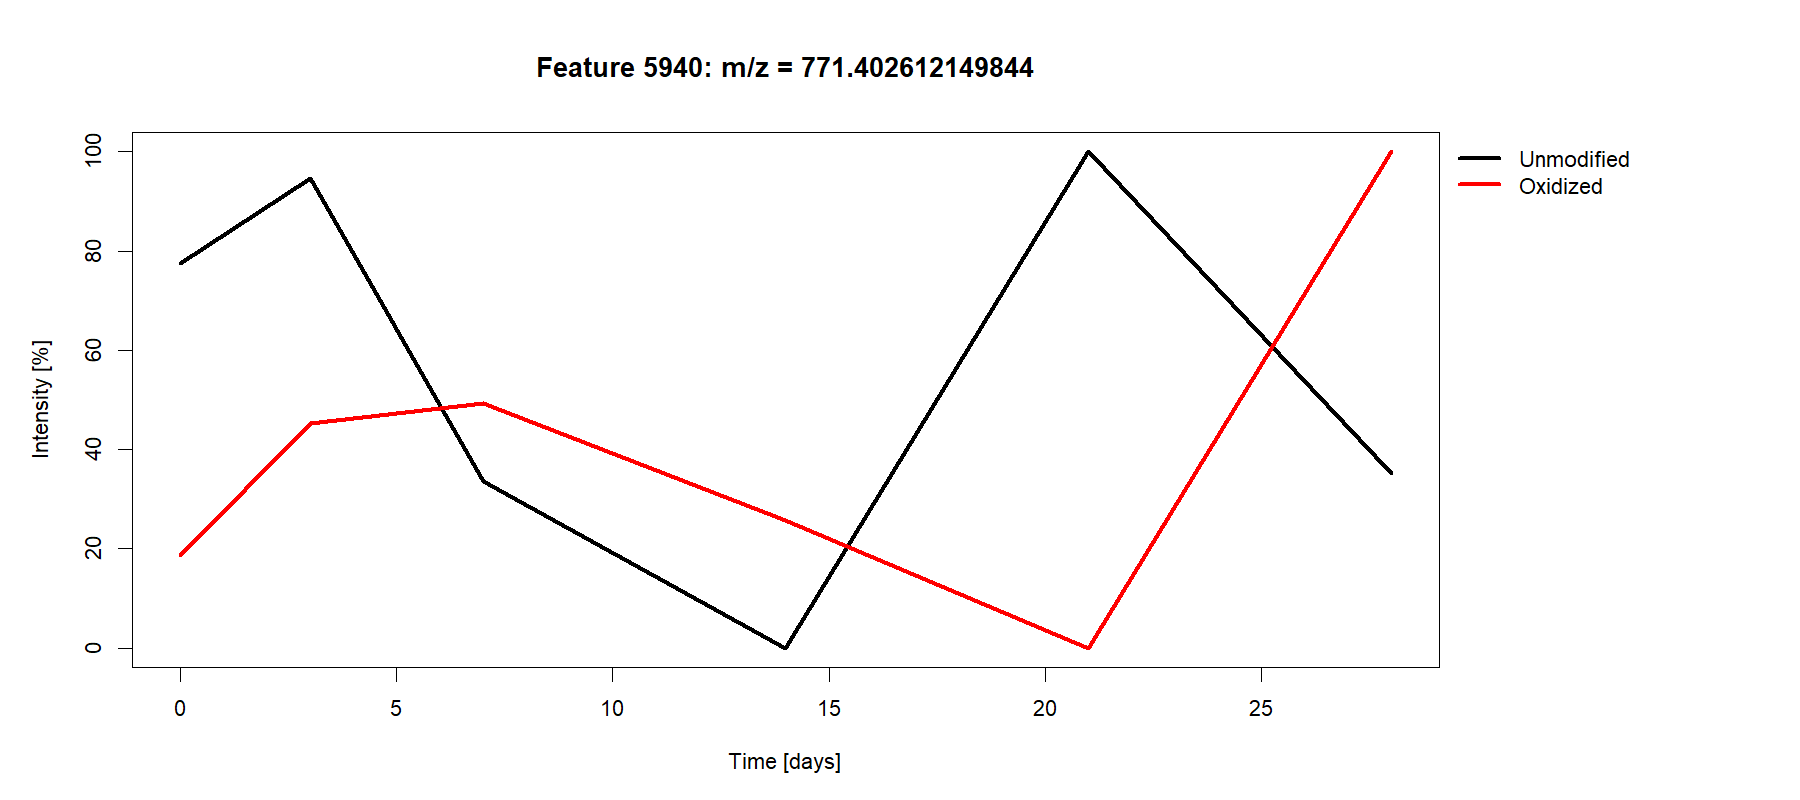 Feature 5940: m/z = 771.402612149844
Unmodified
Oxidized
Intensity [%]
100
80
60
40
20
0
0 5 10 15 20 25
Time [days]